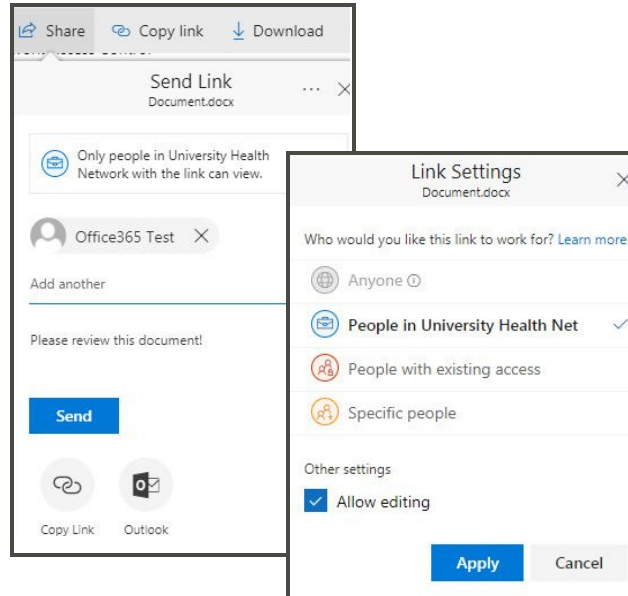 Share Copy link Download
Send Link
Document.docx
Only people in University Health
Network with the link can view.
Office365 Test
Add another
Please review this document!
Send
Copy Link Outlook
Link Settings
Document.docx
Who would you like this link to work for? Learn more
Anyone
People in University Health Net
People with existing access
Specific people
Other settings
Allow editing
Apply Cancel